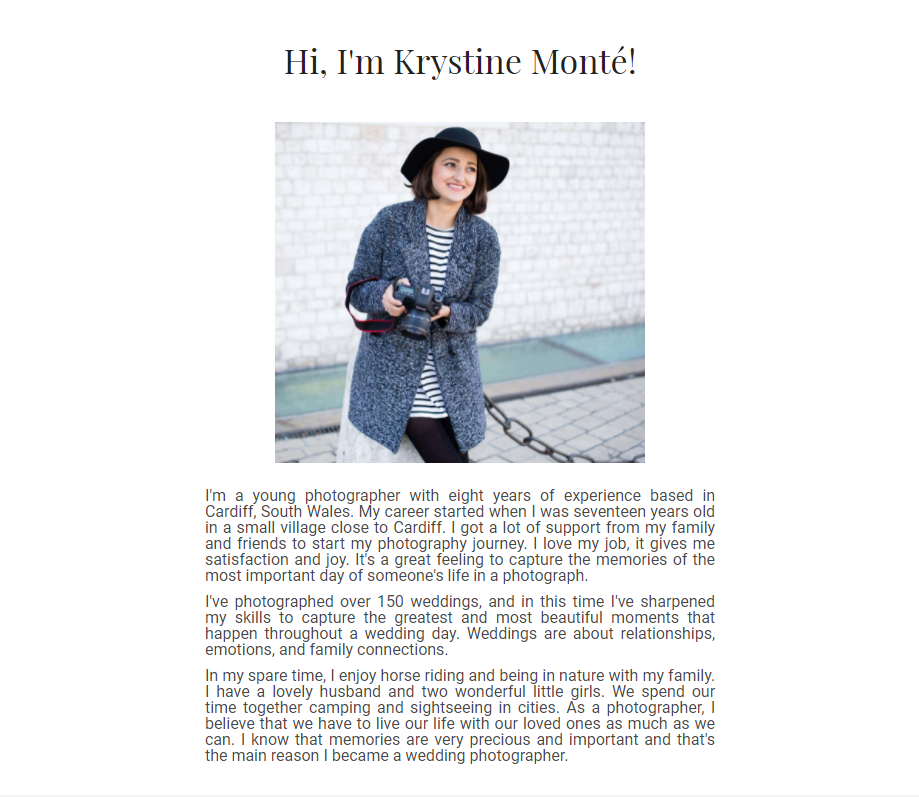 Hi, I'm Krystine Monté!
I'm a young photographer with eight years of experience based in
Cardiff, South Wales. My career started when I was seventeen years old
in a small village close to Cardiff. I got a lot of support from my family
and friends to start my photography journey. I love my job, it gives me
satisfaction and joy. It's a great feeling to capture the memories of the
most important day of someone's life in a photograph.
I've photographed over 150 weddings, and in this time I've sharpened
my skills to capture the greatest and most beautiful moments that
happen throughout a wedding day. Weddings are about relationships,
emotions, and family connections.
In my spare time, I enjoy horse riding and being in nature with my family.
I have a lovely husband and two wonderful little girls. We spend our
time together camping and sightseeing in cities. As a photographer, I
believe that we have to live our life with our loved ones as much as we
can. I know that memories are very precious and important and that's
the main reason I became a wedding photographer.